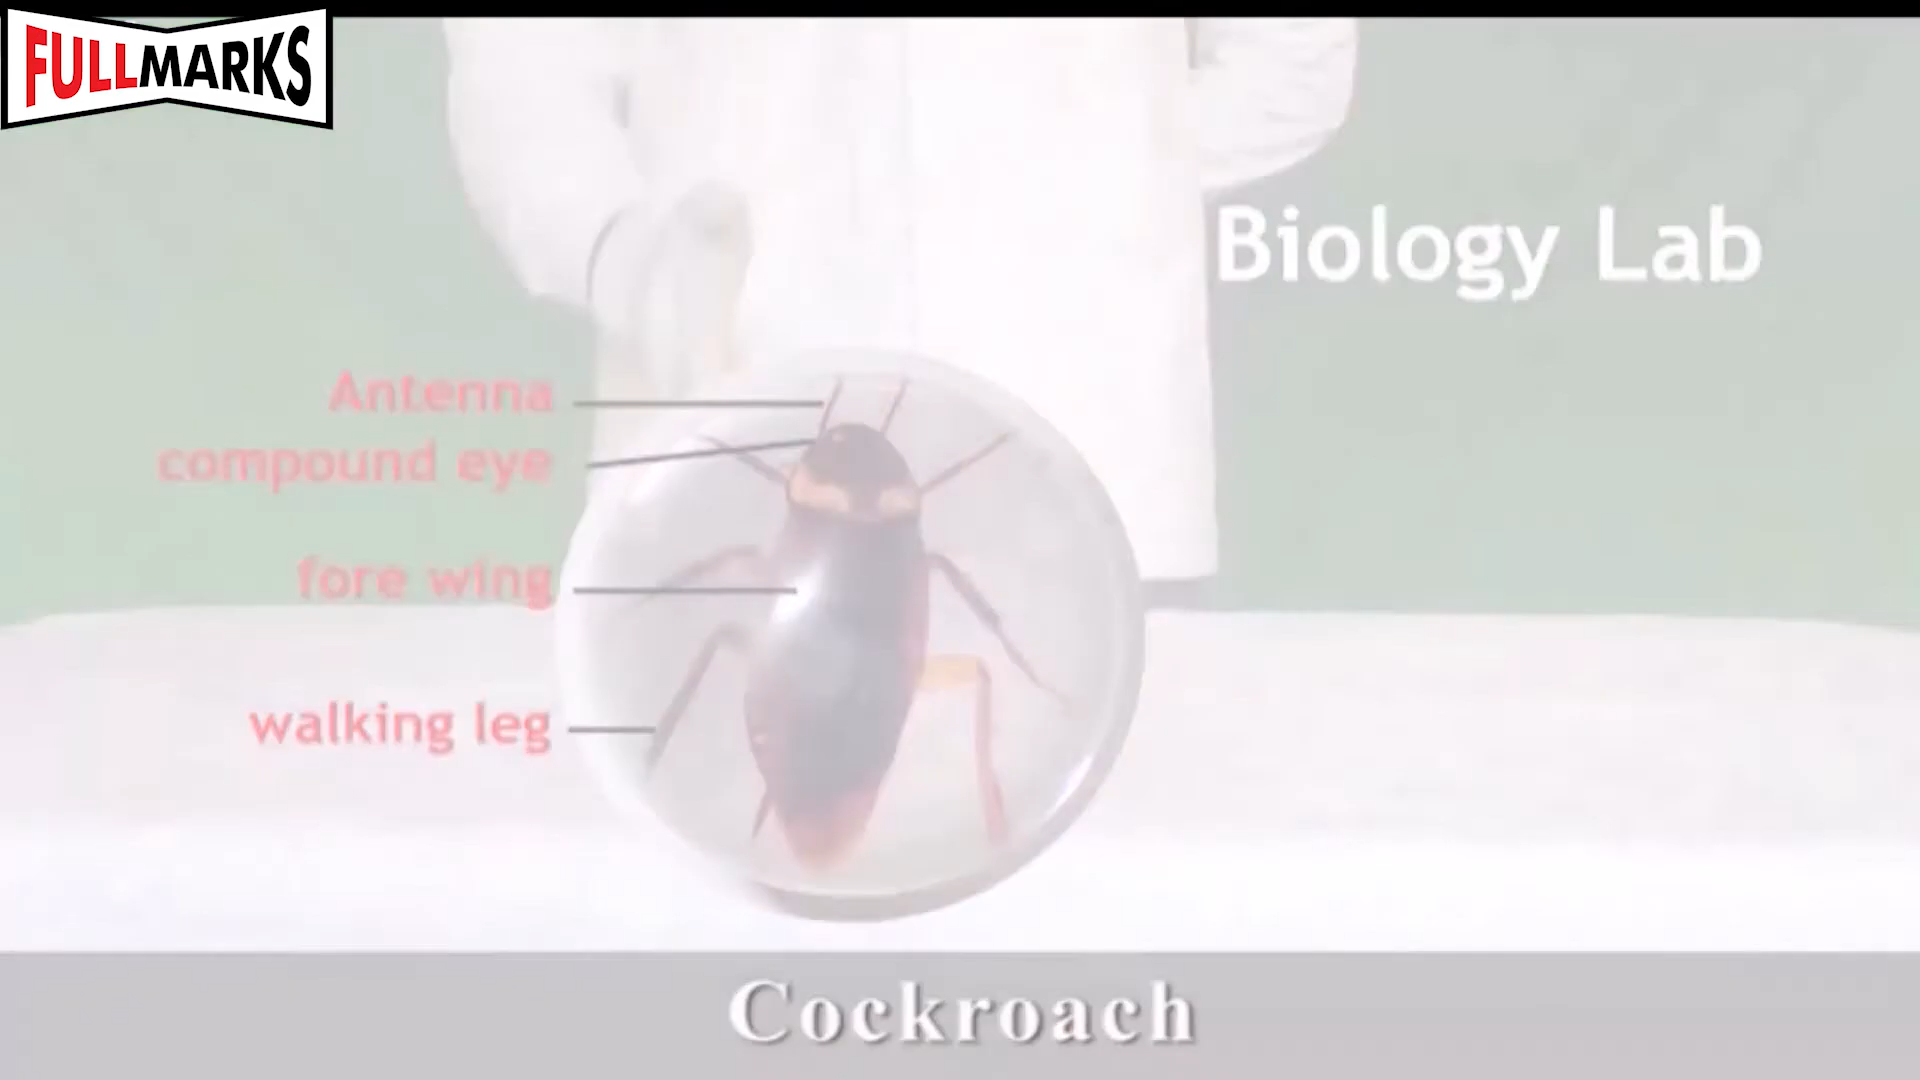 FULLMARKS
Biology Lab
Antenna
compound eye
fore wing
walking leg
Cockroach